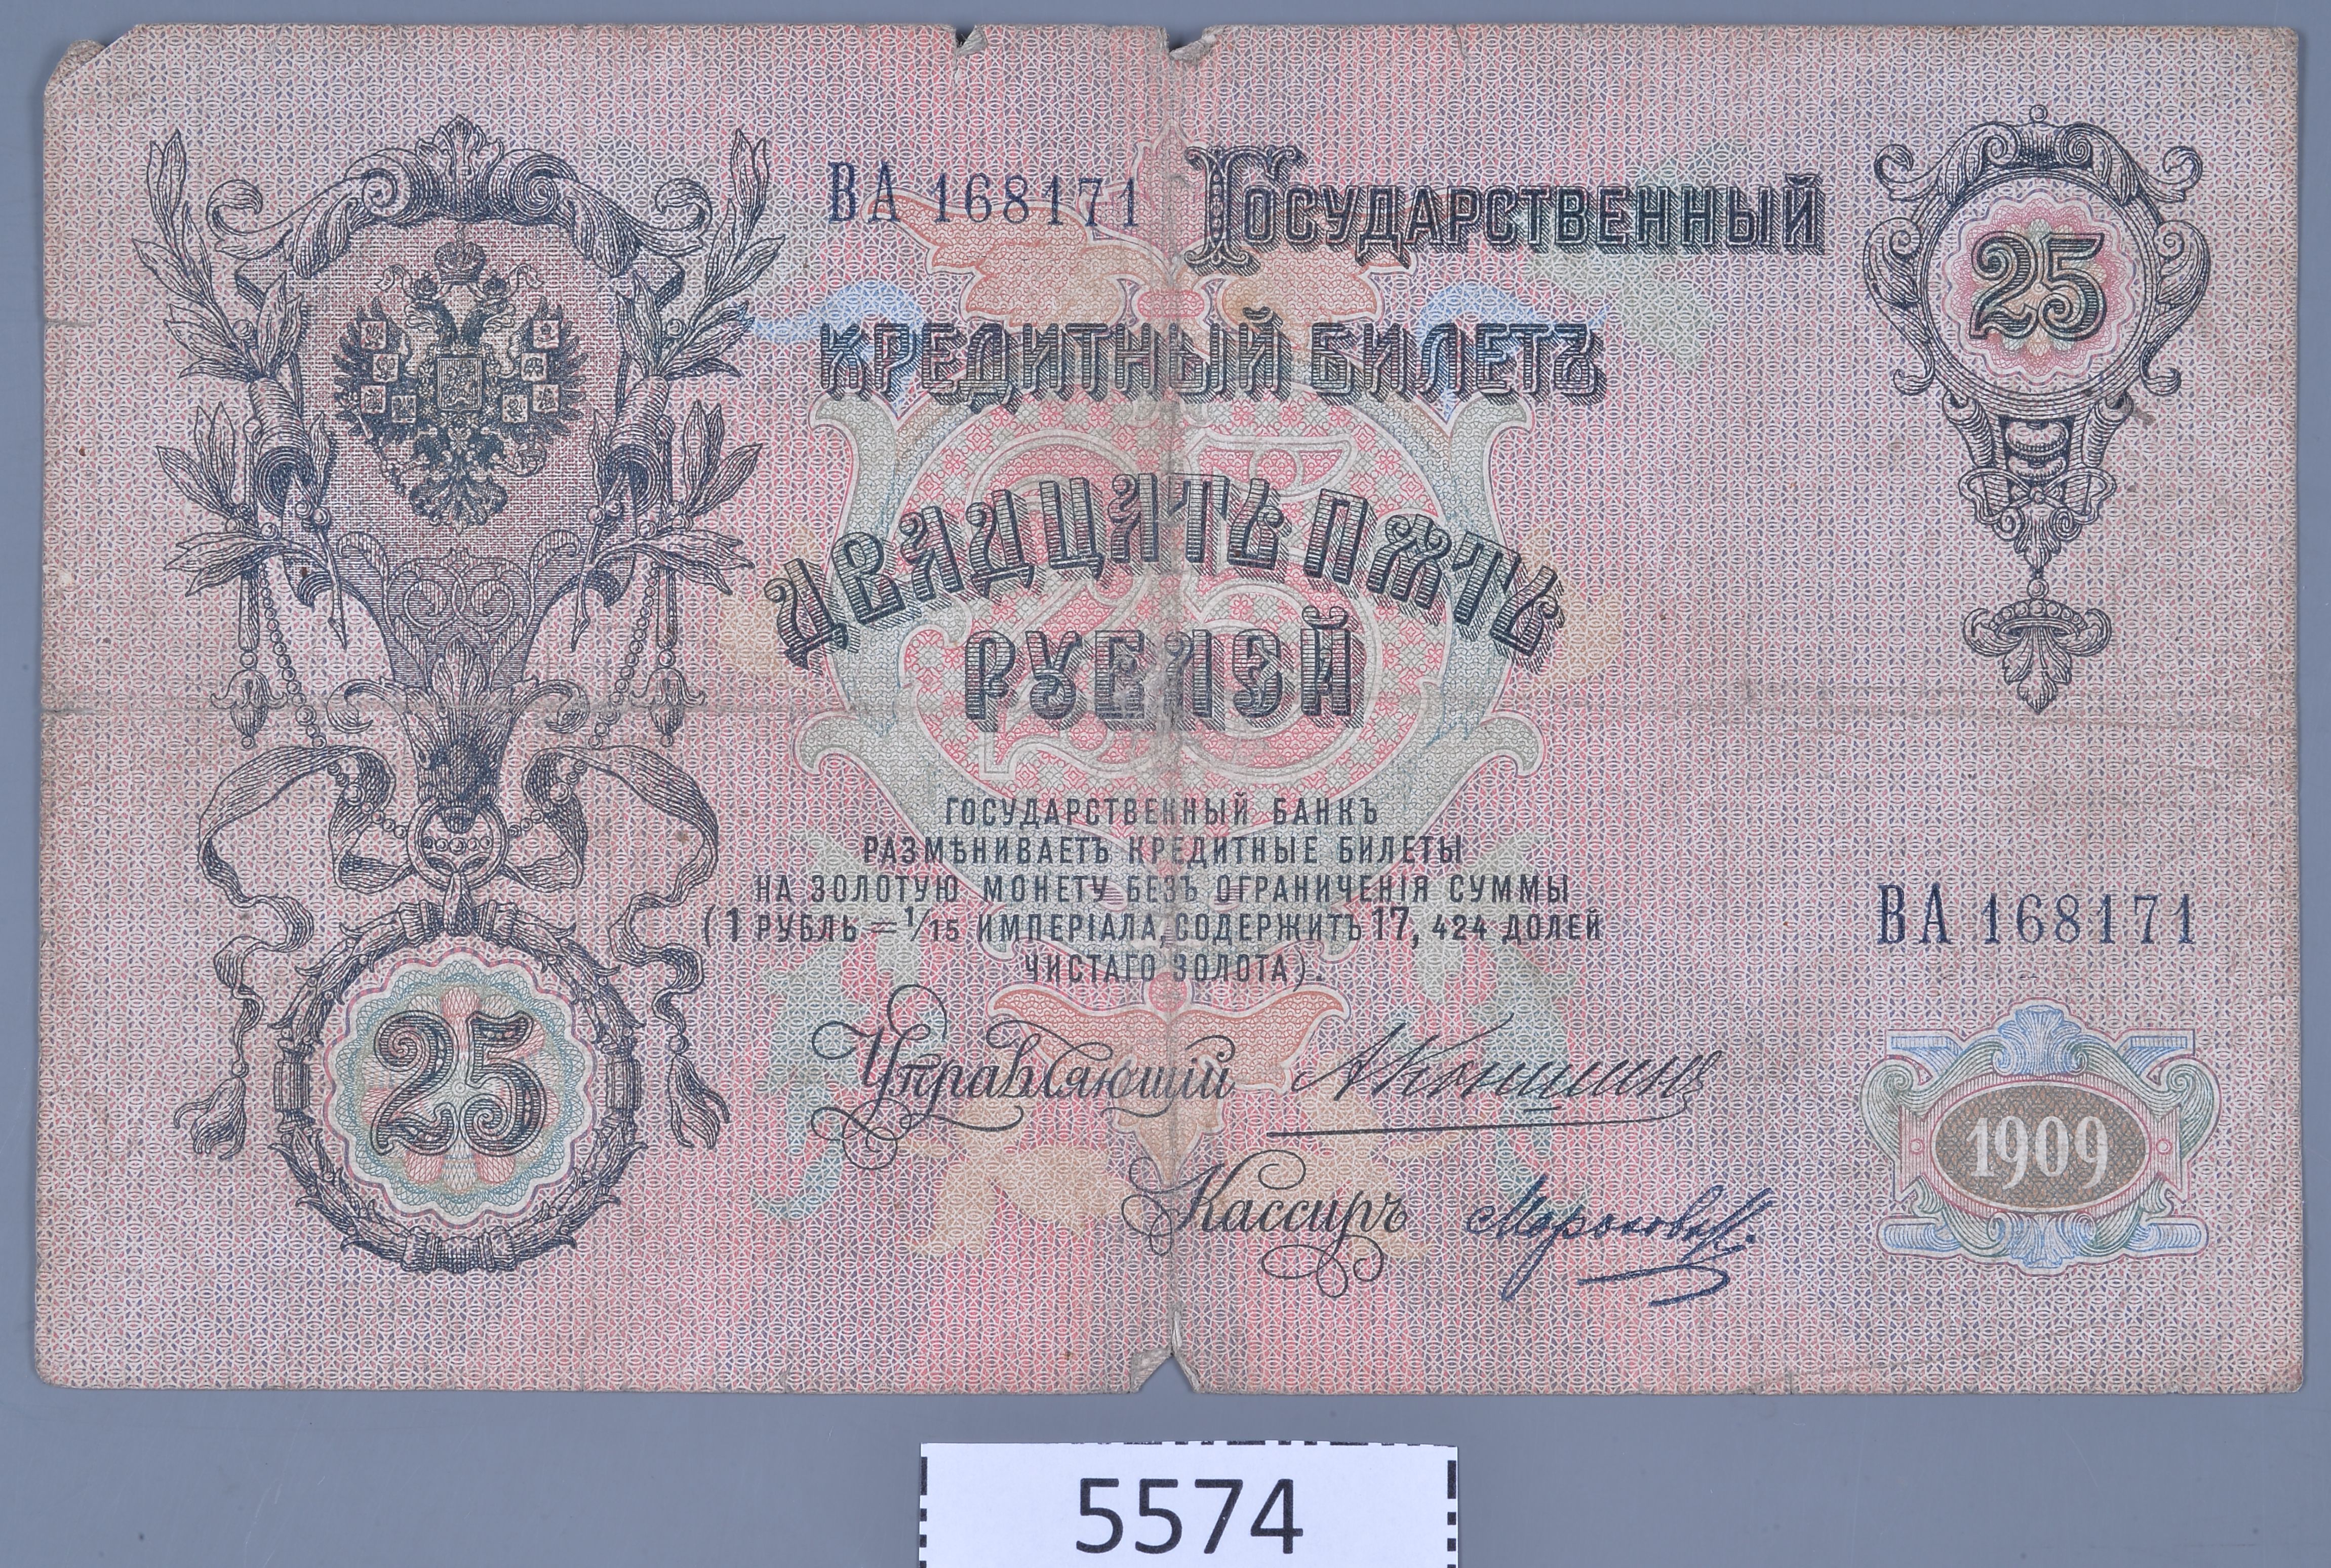 ВА 168171 Государственный
25
кредитный билетъ
двадцать пять
рублей
25
ГОСУДАРСТВЕННЫЙ БАНКЪ
РАЗМѢНИВАЕТЪ КРЕДИТНЫЕ БИЛЕТЫ
НА ЗОЛОТУЮ МОНЕТУ БЕЗЪ ОГРАНИЧЕНІЯ СУММЫ
(1 РУБЛЬ = 1/15 ИМПЕРІАЛА, СОДЕРЖИТЪ 17, 424 ДОЛЕЙ
ЧИСТАГО ЗОЛОТА).
ВА 168171
25
Управляющій АКоншинъ
1909
Кассиръ
5574